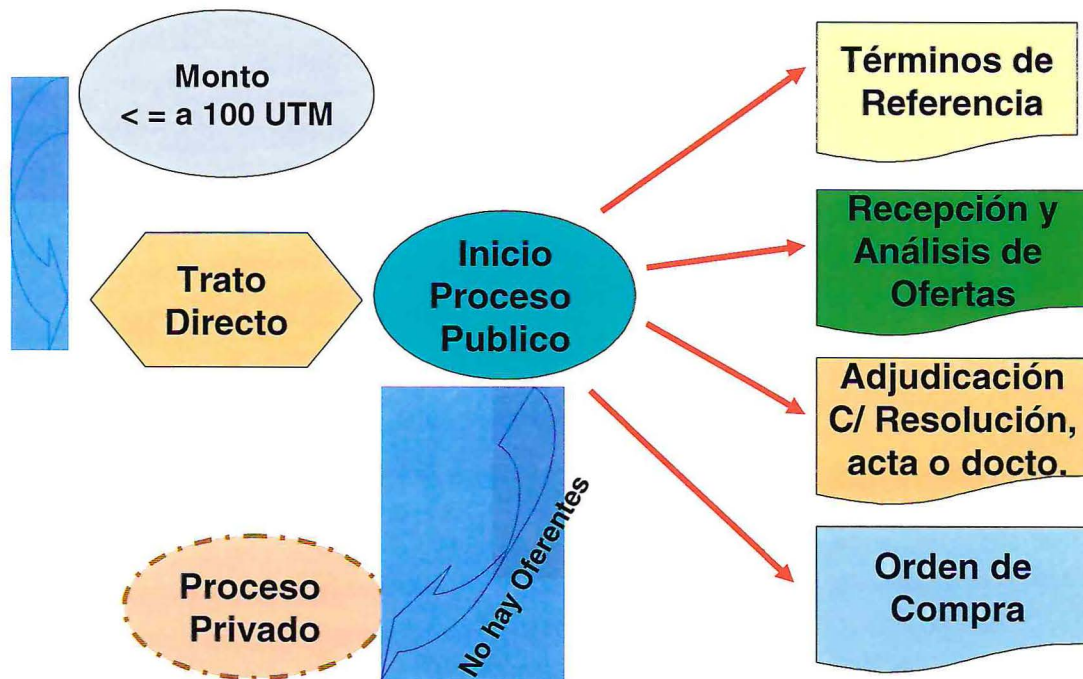 Monto
< = a 100 UTM
Trato
Directo
Inicio
Proceso
Publico
Proceso
Privado
No hay Oferentes
Términos de
Referencia
Recepción y
Análisis de
Ofertas
Adjudicación
C/ Resolución,
acta o docto.
Orden de
Compra